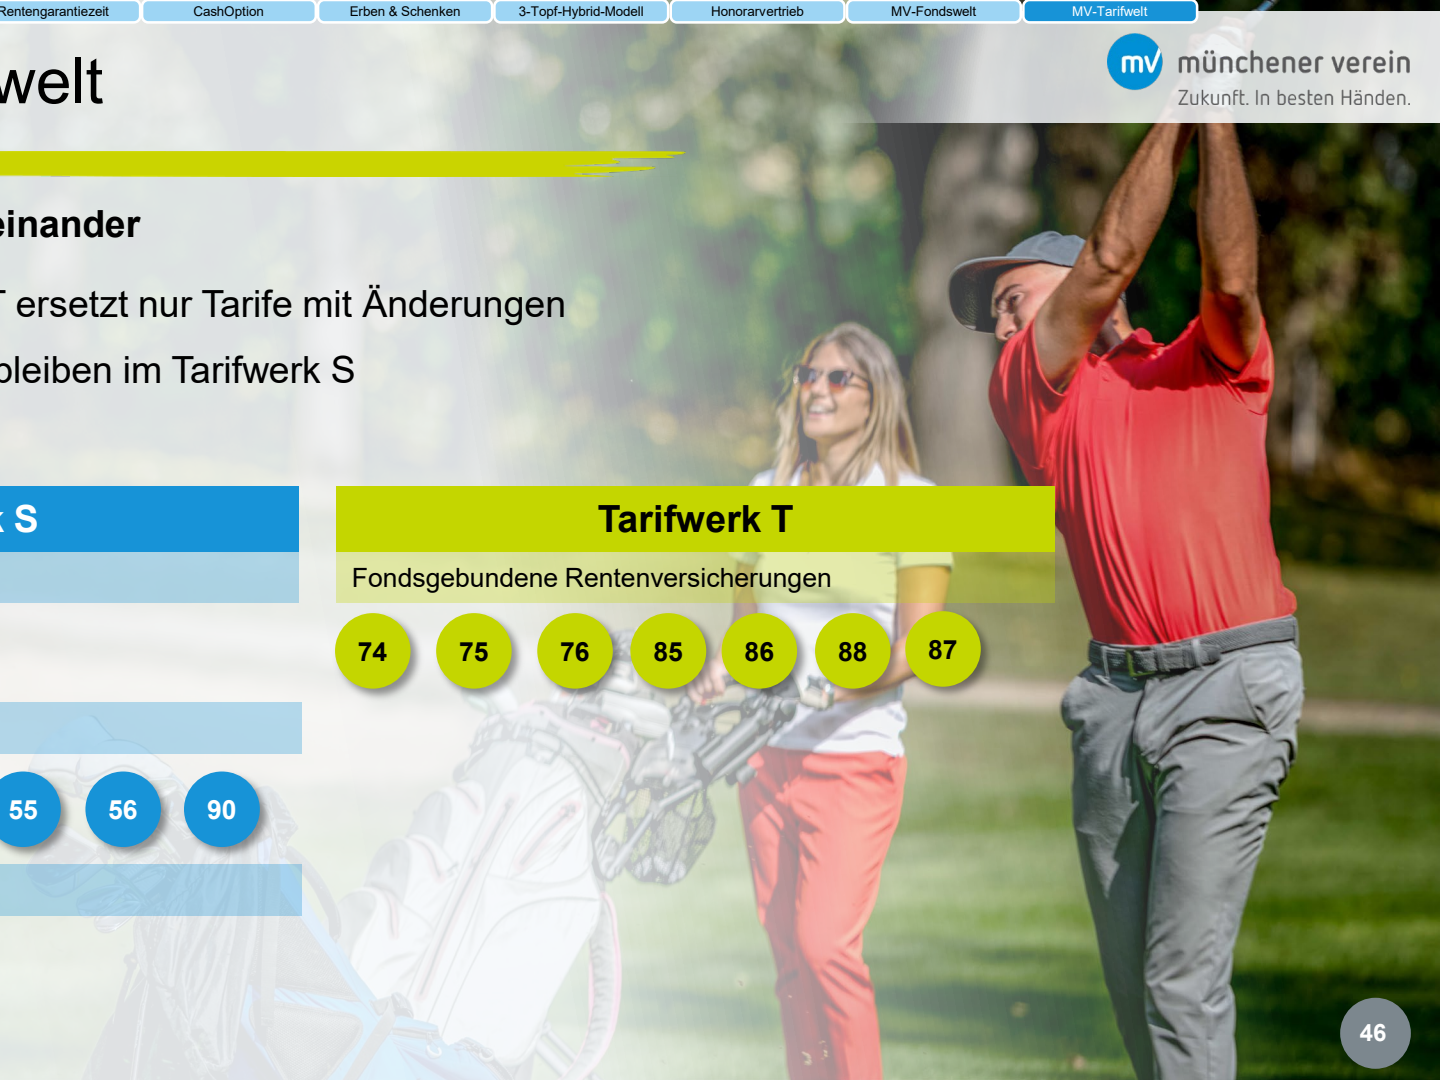 Rentengarantiezeit
CashOption
Erben & Schenken
3-Topf-Hybrid-Modell
Honorarvertrieb
MV-Fondswelt
MV-Tarifwelt
welt
mv münchener verein
Zukunft. In besten Händen.
einander
T ersetzt nur Tarife mit Änderungen
bleiben im Tarifwerk S
k S
Tarifwerk T
Fondsgebundene Rentenversicherungen
74 75 76 85 86 88 87
55 56 90
46